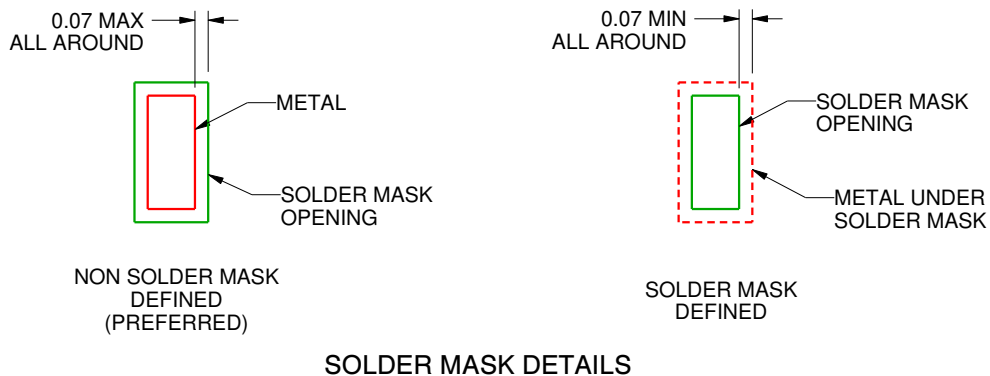 0.07 MAX
ALL AROUND
METAL
SOLDER MASK
OPENING
NON SOLDER MASK
DEFINED
(PREFERRED)
0.07 MIN
ALL AROUND
SOLDER MASK
OPENING
METAL UNDER
SOLDER MASK
SOLDER MASK
DEFINED
SOLDER MASK DETAILS